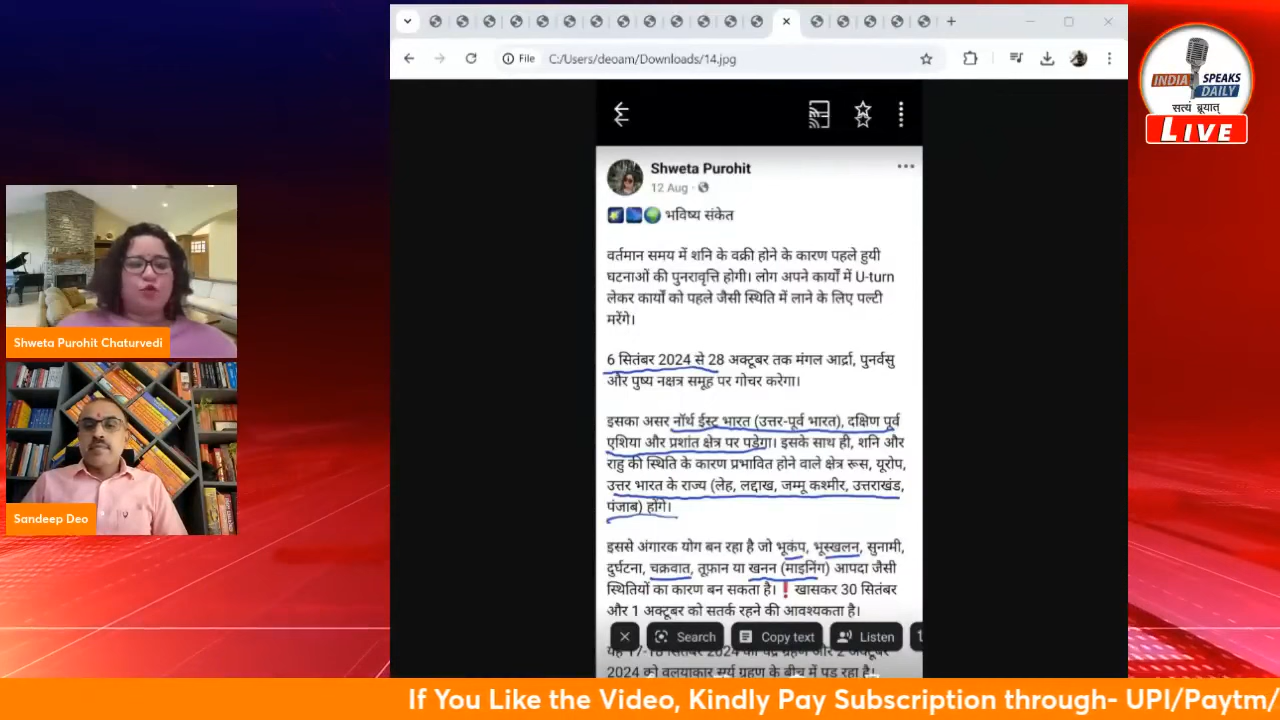 File C:/Users/deoam/Downloads/14.jpg
INDIA SPEAKS
DAILY
सत्यं ब्रूयात्
LIVE
Shweta Purohit
12 Aug
भविष्य संकेत
वर्तमान समय में शनि के वक्री होने के कारण पहले हुयी
घटनाओं की पुनरावृत्ति होगी। लोग अपने कार्यों में U-turn
लेकर कार्यों को पहले जैसी स्थिति में लाने के लिए पल्टी
मरेंगे।
6 सितंबर 2024 से 28 अक्टूबर तक मंगल आर्द्रा, पुनर्वसु
और पुष्य नक्षत्र समूह पर गोचर करेगा।
इसका असर नॉर्थ ईस्ट भारत (उत्तर-पूर्व भारत), दक्षिण पूर्व
एशिया और प्रशांत क्षेत्र पर पड़ेगा। इसके साथ ही, शनि और
राहु की स्थिति के कारण प्रभावित होने वाले क्षेत्र रूस, यूरोप,
उत्तर भारत के राज्य (लेह, लद्दाख, जम्मू कश्मीर, उत्तराखंड,
पंजाब) होंगे।
इससे अंगारक योग बन रहा है जो भूकंप, भूस्खलन, सुनामी,
दुर्घटना, चक्रवात, तूफ़ान या खनन (माइनिंग) आपदा जैसी
स्थितियों का कारण बन सकता है।❗खासकर 30 सितंबर
और 1 अक्टूबर को सतर्क रहने की आवश्यकता है।
Search Copy text Listen
2024 को वलयाकार सूर्य ग्रहण के बीच में पड़ रहा है।
Shweta Purohit Chaturvedi
Sandeep Deo
If You Like the Video, Kindly Pay Subscription through- UPI/Paytm/